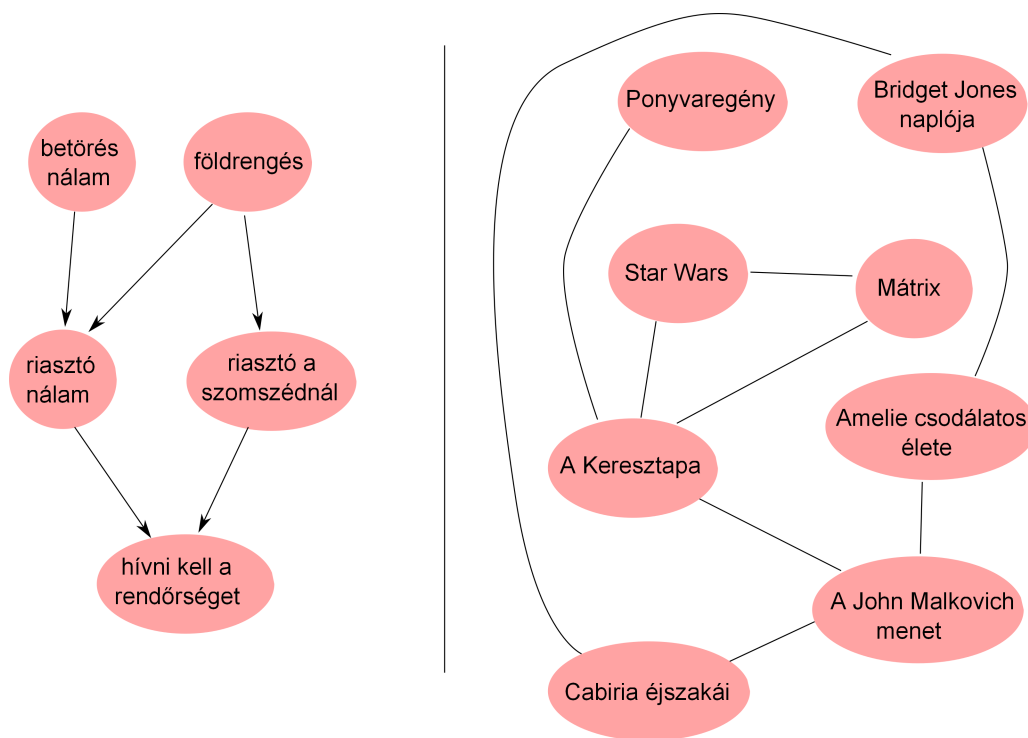 betörés
nálam
földrengés
riasztó
nálam
riasztó a
szomszédnál
hívni kell a
rendőrséget
Ponyvaregény
Bridget Jones
naplója
Star Wars
Mátrix
Amelie csodálatos
élete
A Keresztapa
A John Malkovich
menet
Cabiria éjszakái